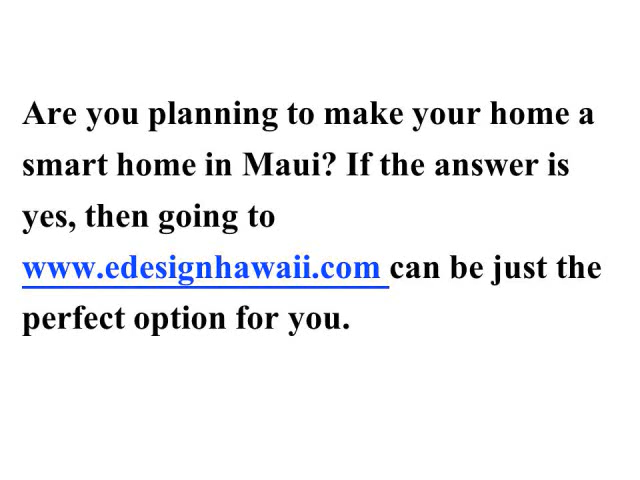 Are you planning to make your home a
smart home in Maui? If the answer is
yes, then going to
www.edesignhawaii.com can be just the
perfect option for you.